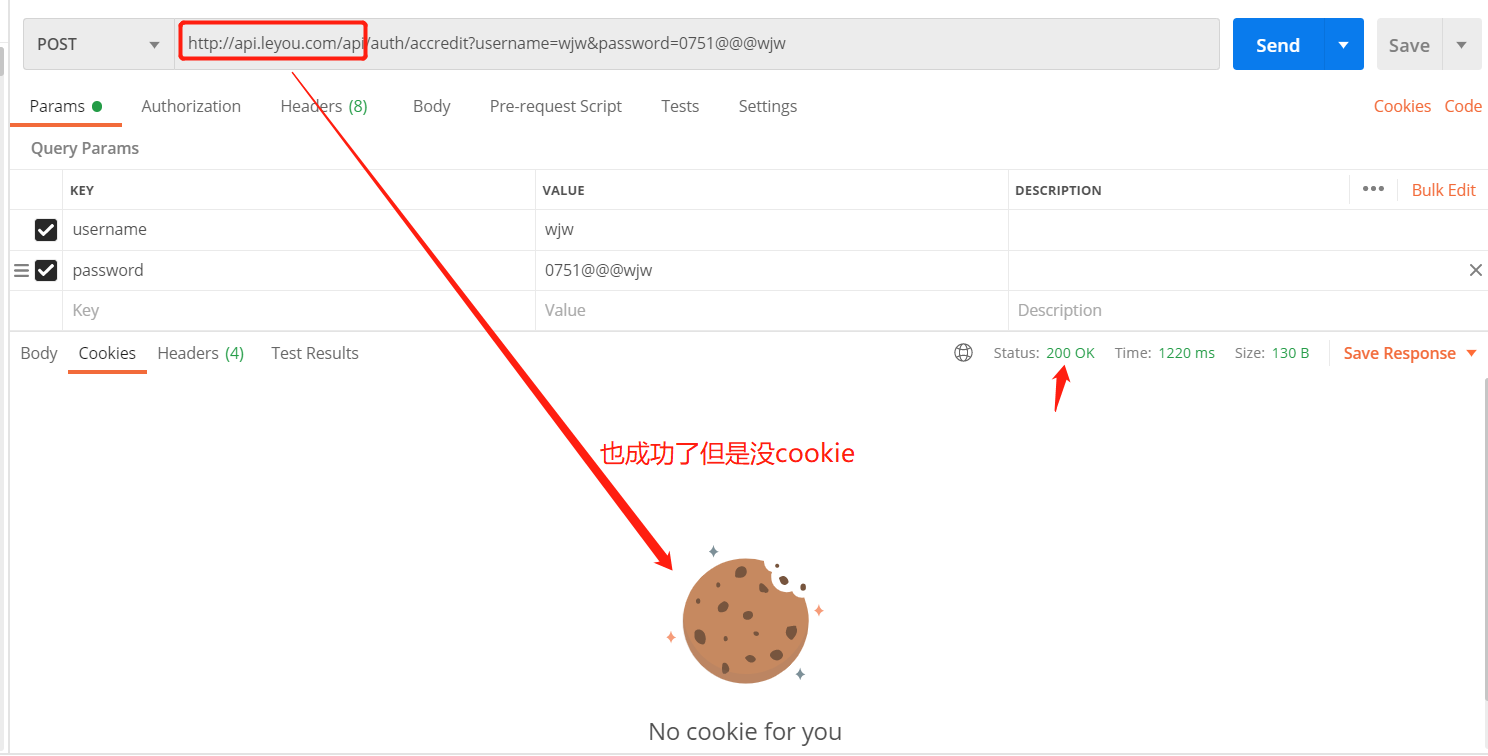 POST
http://api.leyou.com/api/auth/accredit?username=wjw&password=0751@@@wjw
Send
Save
Params
Authorization
Headers (8)
Body
Pre-request Script
Tests
Settings
Cookies
Code
Query Params
KEY
VALUE
DESCRIPTION
Bulk Edit
username
wjw
password
0751@@@wjw
Key
Value
Description
Body
Cookies
Headers (4)
Test Results
Status: 200 OK
Time: 1220 ms
Size: 130 B
Save Response
也成功了但是没cookie
No cookie for you